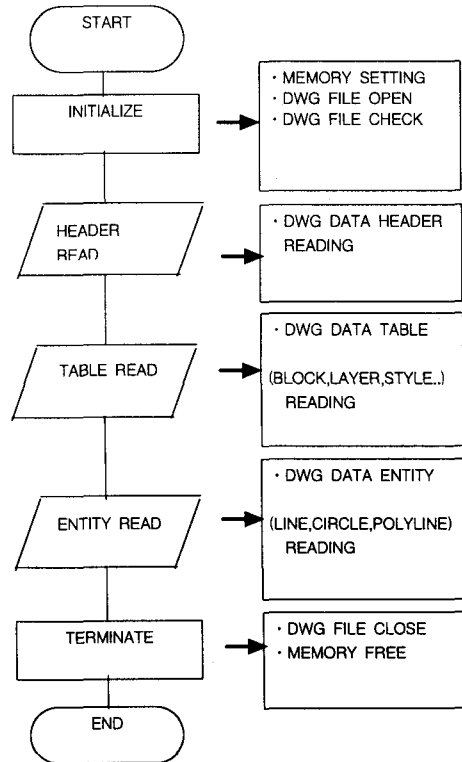 START
INITIALIZE
· MEMORY SETTING
· DWG FILE OPEN
· DWG FILE CHECK
HEADER
READ
· DWG DATA HEADER
READING
TABLE READ
· DWG DATA TABLE
(BLOCK,LAYER,STYLE..)
READING
ENTITY READ
· DWG DATA ENTITY
(LINE,CIRCLE,POLYLINE)
READING
TERMINATE
· DWG FILE CLOSE
· MEMORY FREE
END